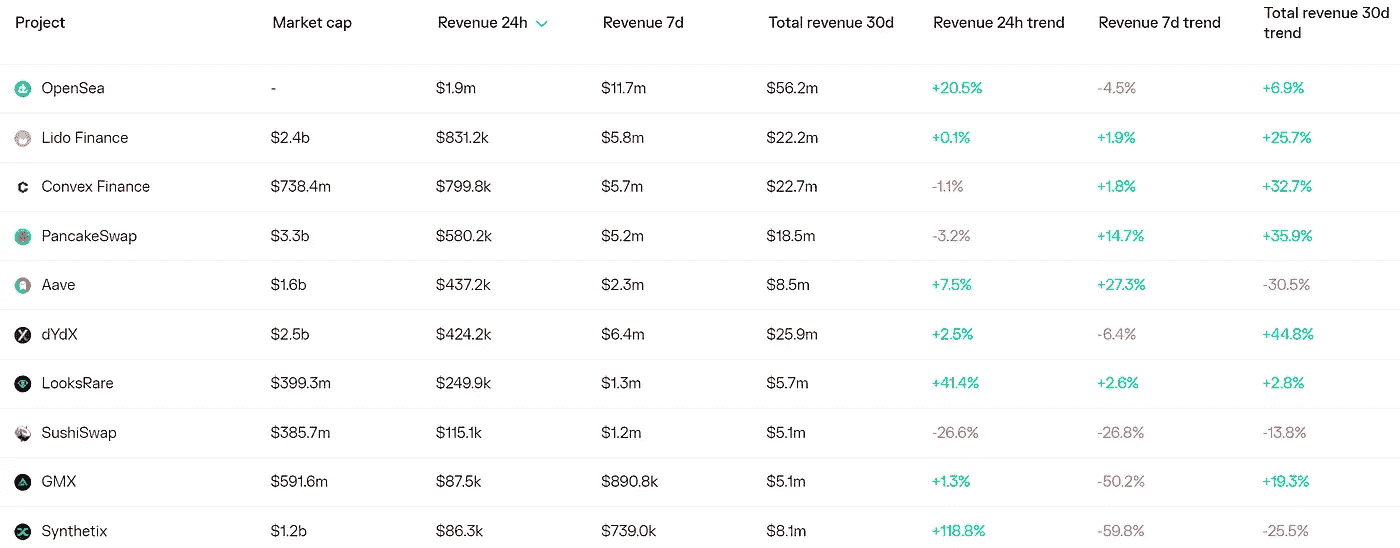 Project Market cap Revenue 24h Revenue 7d Total revenue 30d Revenue 24h trend Revenue 7d trend Total revenue 30d trend
OpenSea - $1.9m $11.7m $56.2m +20.5% -4.5% +6.9%
Lido Finance $2.4b $831.2k $5.8m $22.2m +0.1% +1.9% +25.7%
Convex Finance $738.4m $799.8k $5.7m $22.7m -1.1% +1.8% +32.7%
PancakeSwap $3.3b $580.2k $5.2m $18.5m -3.2% +14.7% +35.9%
Aave $1.6b $437.2k $2.3m $8.5m +7.5% +27.3% -30.5%
dYdX $2.5b $424.2k $6.4m $25.9m +2.5% -6.4% +44.8%
LooksRare $399.3m $249.9k $1.3m $5.7m +41.4% +2.6% +2.8%
SushiSwap $385.7m $115.1k $1.2m $5.1m -26.6% -26.8% -13.8%
GMX $591.6m $87.5k $890.8k $5.1m +1.3% -50.2% +19.3%
Synthetix $1.2b $86.3k $739.0k $8.1m +118.8% -59.8% -25.5%